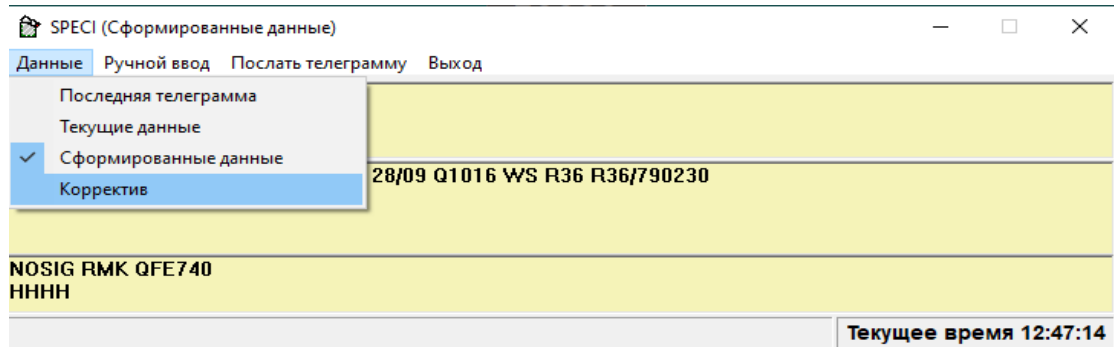 SPECI (Сформированные данные)
Данные Ручной ввод Послать телеграмму Выход
Последняя телеграмма
Текущие данные
Сформированные данные
Корректив
28/09 Q1016 WS R36 R36/790230
NOSIG RMK QFE740
HHHH
Текущее время 12:47:14